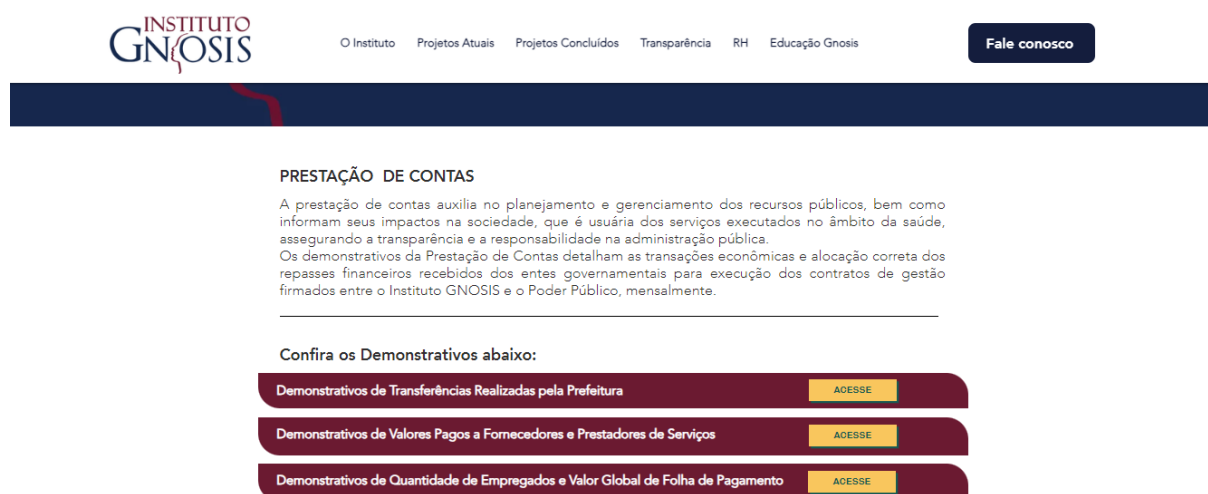 INSTITUTO
GNOSIS
O Instituto Projetos Atuais Projetos Concluídos Transparência RH Educação Gnosis Fale conosco
PRESTAÇÃO DE CONTAS
A prestação de contas auxilia no planejamento e gerenciamento dos recursos públicos, bem como
informam seus impactos na sociedade, que é usuária dos serviços executados no âmbito da saúde,
assegurando a transparência e a responsabilidade na administração pública.
Os demonstrativos da Prestação de Contas detalham as transações econômicas e alocação correta dos
repasses financeiros recebidos dos entes governamentais para execução dos contratos de gestão
firmados entre o Instituto GNOSIS e o Poder Público, mensalmente.
Confira os Demonstrativos abaixo:
Demonstrativos de Transferências Realizadas pela Prefeitura ACESSE
Demonstrativos de Valores Pagos a Fornecedores e Prestadores de Serviços ACESSE
Demonstrativos de Quantidade de Empregados e Valor Global de Folha de Pagamento ACESSE